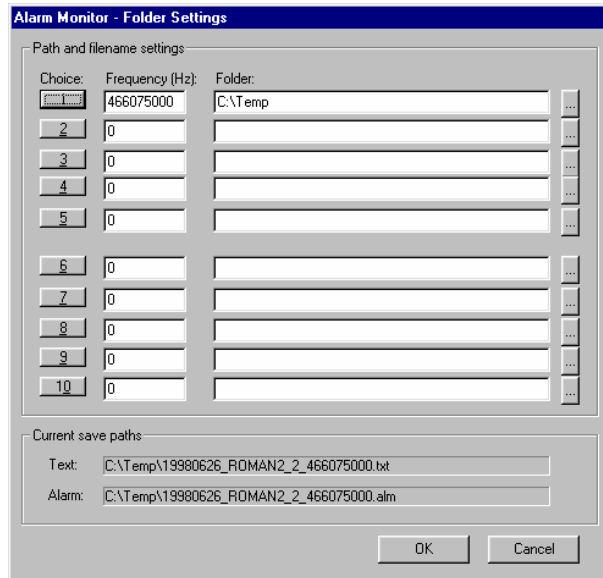 Alarm Monitor - Folder Settings
Path and filename settings
Choice: Frequency (Hz): Folder:
1 466075000 C:\Temp ...
2 0 ...
3 0 ...
4 0 ...
5 0 ...
6 0 ...
7 0 ...
8 0 ...
9 0 ...
10 0 ...
Current save paths
Text: C:\Temp\19980626_ROMAN2_2_466075000.txt
Alarm: C:\Temp\19980626_ROMAN2_2_466075000.alm
OK Cancel